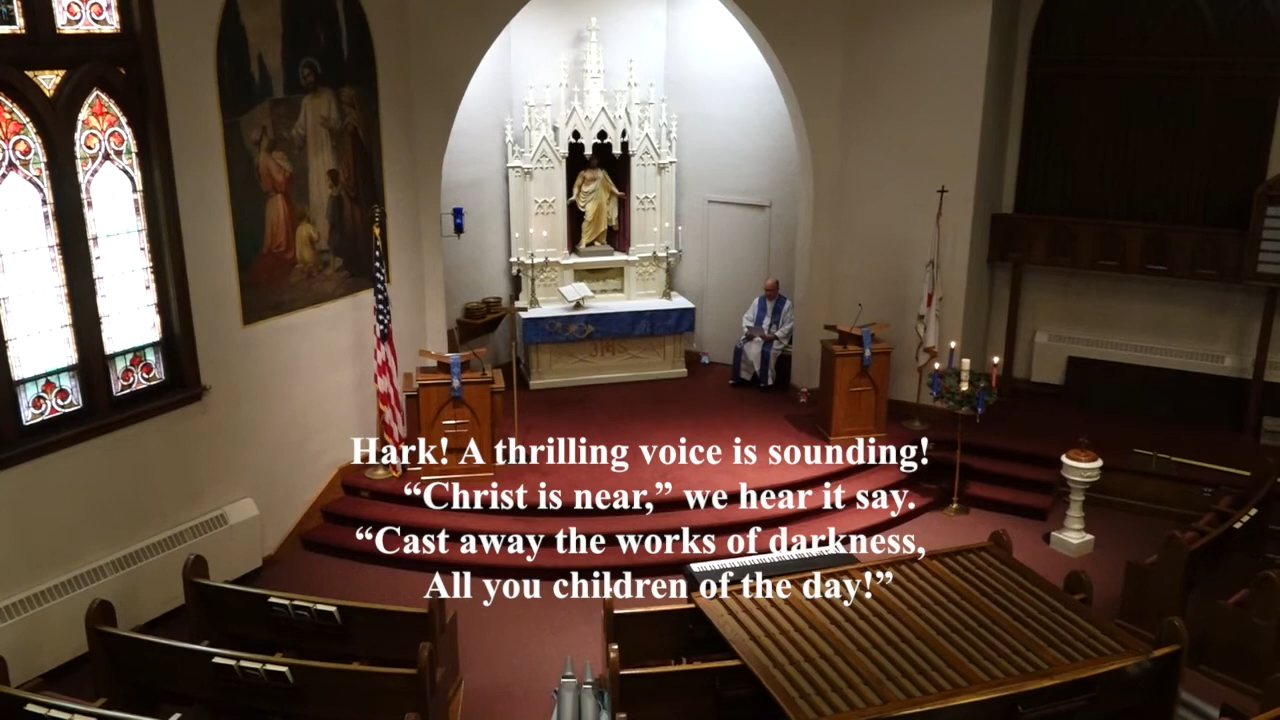 IHS
Hark! A thrilling voice is sounding!
“Christ is near,” we hear it say.
“Cast away the works of darkness,
All you children of the day!”